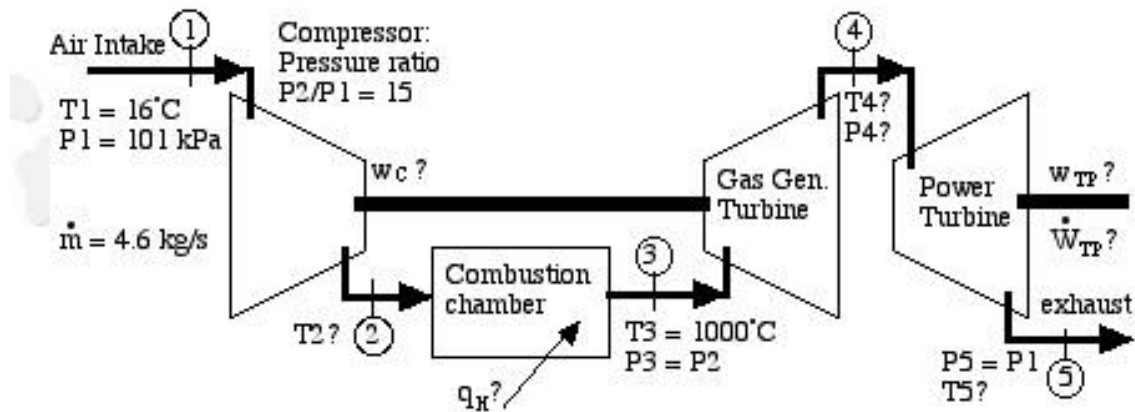 Air Intake
1
T1 = 16°C
P1 = 101 kPa
ṁ = 4.6 kg/s
Compressor:
Pressure ratio
P2/P1 = 15
wC ?
T2 ?
2
Combustion
chamber
qH?
3
T3 = 1000°C
P3 = P2
Gas Gen.
Turbine
4
T4?
P4?
Power
Turbine
wTP ?
ẆTP ?
exhaust
P5 = P1
T5?
5